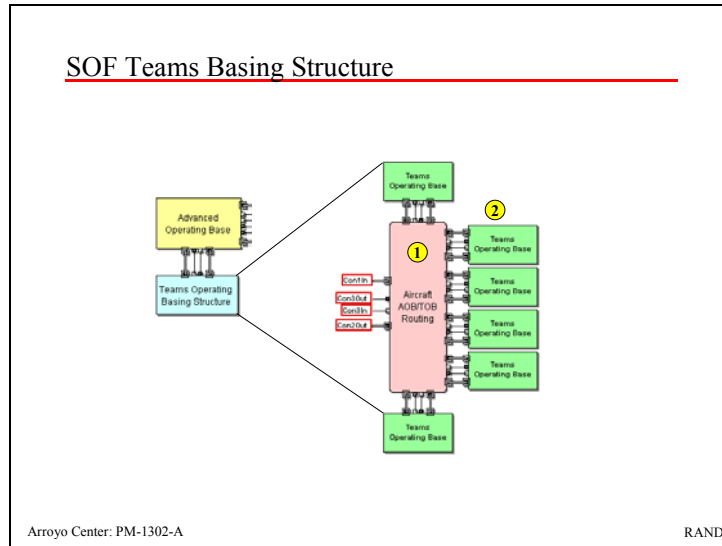 SOF Teams Basing Structure
Advanced
Operating Base
Teams Operating
Basing Structure
Teams
Operating Base
1
2
Con1In
Con3Out
Con3In
Con2Out
Aircraft
AOB/TOB
Routing
Teams
Operating Base
Teams
Operating Base
Teams
Operating Base
Teams
Operating Base
Teams
Operating Base
Arroyo Center: PM-1302-A
RAND